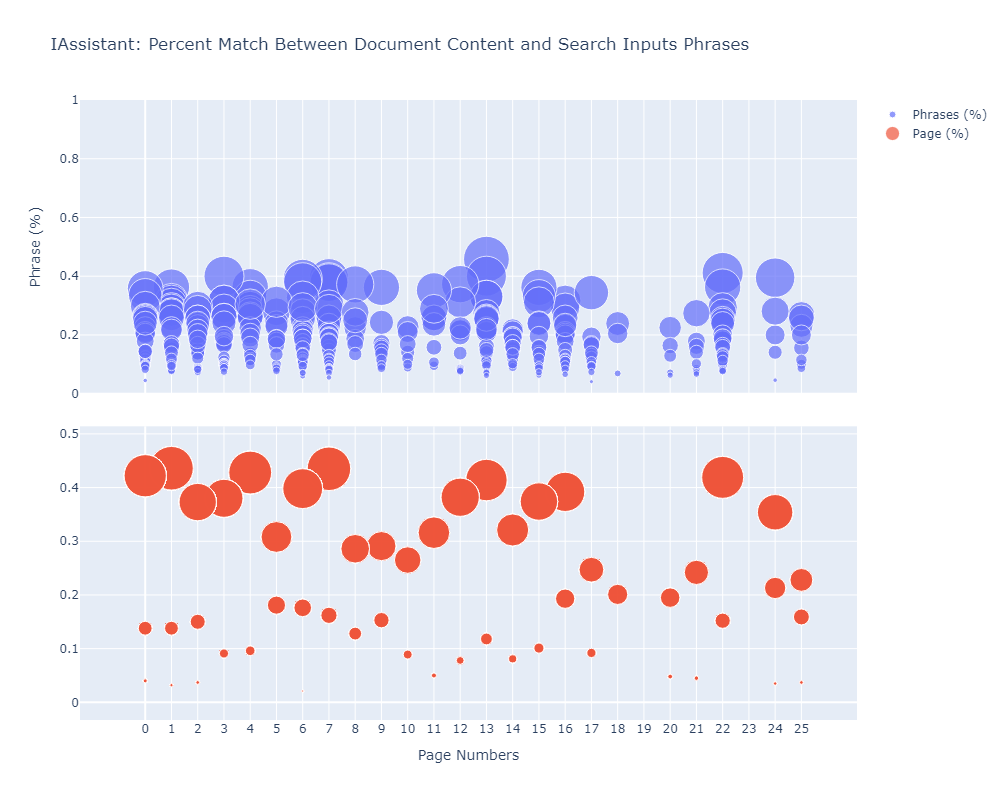 IAssistant: Percent Match Between Document Content and Search Inputs Phrases
Phrases (%)
Page (%)
1
0.8
0.6
0.4
0.2
0
Phrase (%)
0.5
0.4
0.3
0.2
0.1
0
0 1 2 3 4 5 6 7 8 9 10 11 12 13 14 15 16 17 18 19 20 21 22 23 24 25
Page Numbers